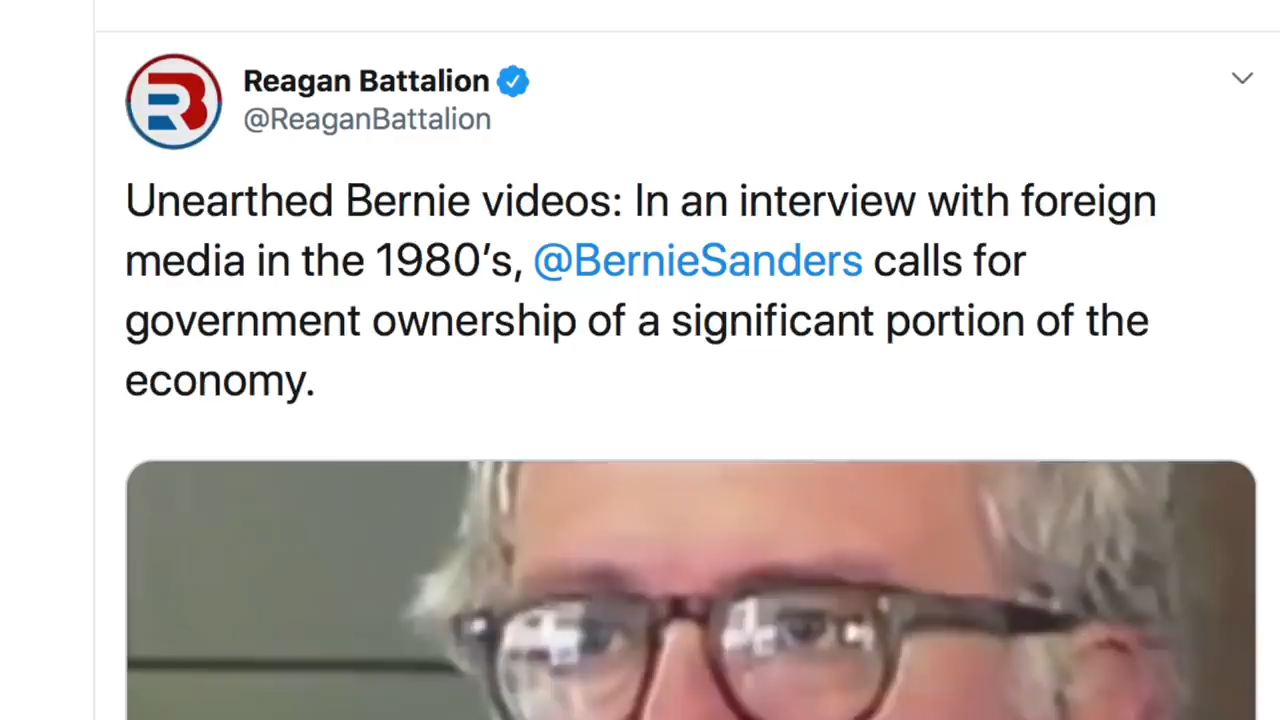 Reagan Battalion
@ReaganBattalion
Unearthed Bernie videos: In an interview with foreign
media in the 1980’s, @BernieSanders calls for
government ownership of a significant portion of the
economy.